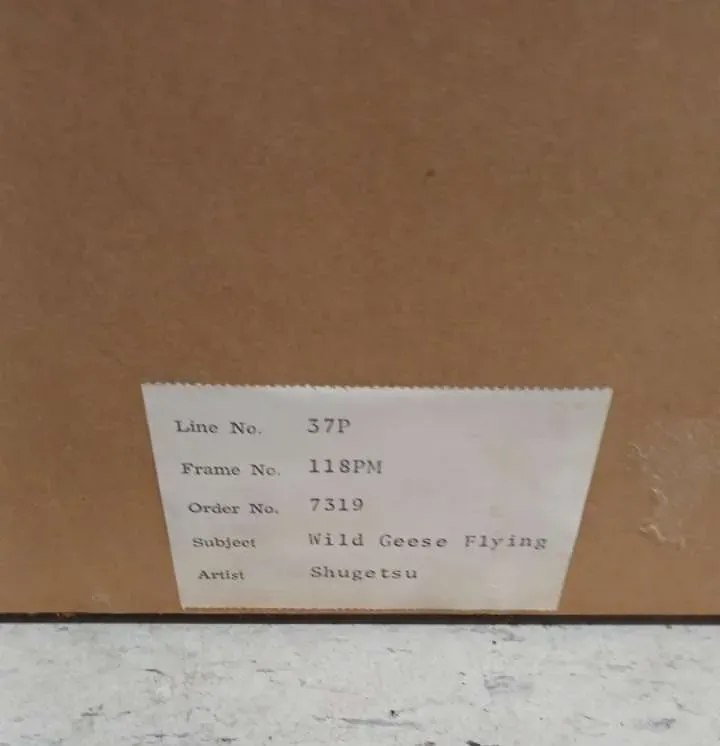 Line No. 37P
Frame No. 118PM
Order No. 7319
Subject Wild Geese Flying
Artist Shugetsu